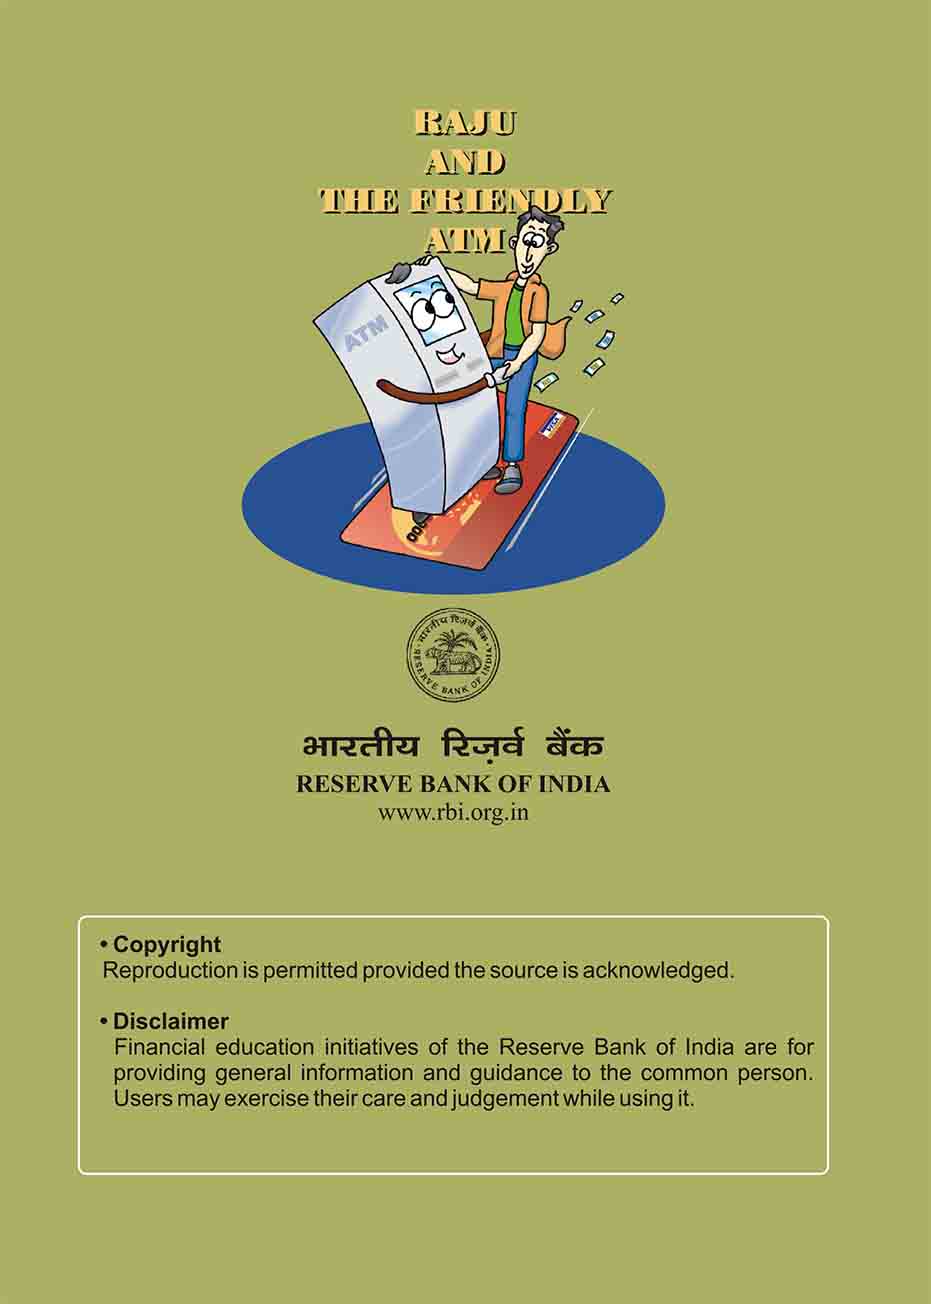 RAJU
AND
THE FRIENDLY
ATM
ATM
VISA
000
भारतीय रिज़र्व बैंक
RESERVE BANK OF INDIA
भारतीय रिज़र्व बैंक
RESERVE BANK OF INDIA
www.rbi.org.in
• Copyright
Reproduction is permitted provided the source is acknowledged.
• Disclaimer
Financial education initiatives of the Reserve Bank of India are for
providing general information and guidance to the common person.
Users may exercise their care and judgement while using it.